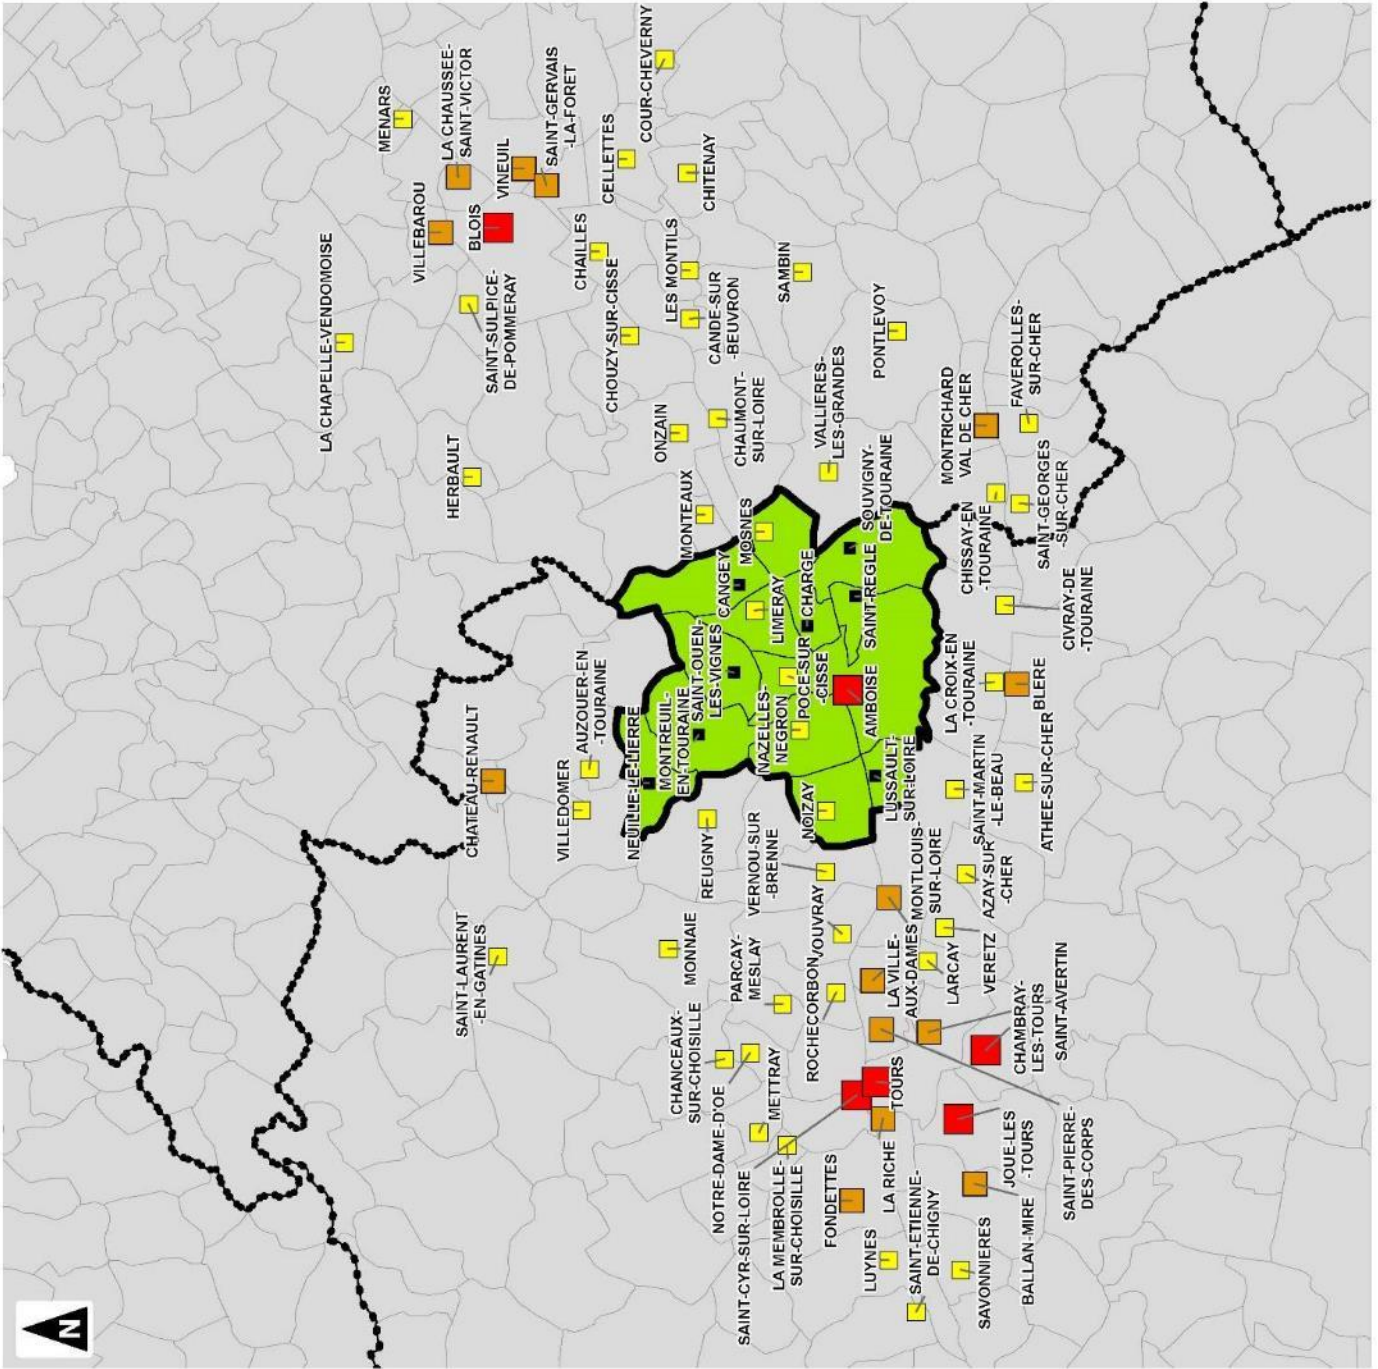 N
MENARS
LA CHAUSSEE-
SAINT-VICTOR
VILLEBAROU
BLOIS
VINEUIL
SAINT-GERVAIS
-LA-FORET
LA CHAPELLE-VENDOMOISE
SAINT-SULPICE-
DE-POMMERAY
CHAILLES
CELLETTES
COUR-CHEVERNY
CHITENAY
CHOUZY-SUR-CISSE
LES MONTILS
CANDE-SUR
-BEUVRON
SAMBIN
HERBAULT
ONZAIN
CHAUMONT-
SUR-LOIRE
VALLIERES-
LES-GRANDES
PONTLEVOY
MONTRICHARD
VAL DE CHER
FAVEROLLES-
SUR-CHER
MONTEAUX
MOSNES
CANGEY
LIMERAY
CHARGE
SOUVIGNY-
DE-TOURAINE
SAINT-REGLE
CHISSAY-EN
-TOURAINE
SAINT-GEORGES
-SUR-CHER
CIVRAY-DE
-TOURAINE
CHATEAU-RENAULT
AUZOUER-EN
-TOURAINE
VILLEDOMER
NEUILLE-LE-LIERRE
MONTREUIL-
EN-TOURAINE
SAINT-OUEN-
LES-VIGNES
NAZELLES-
NEGRON
POCE-SUR
-CISSE
AMBOISE
LA CROIX-EN
-TOURAINE
BLERE
REUGNY
VERNOU-SUR
-BRENNE
NOIZAY
LUSSAULT-
SUR-LOIRE
SAINT-MARTIN
-LE-BEAU
ATHEE-SUR-CHER
SAINT-LAURENT
-EN-GATINES
MONNAIE
PARCAY-
MESLAY
ROCHECORBON
VOUVRAY
LA VILLE-
AUX-DAMES
MONTLOUIS-
SUR-LOIRE
AZAY-SUR
-CHER
LARCAY
VERETZ
CHANCEAUX-
SUR-CHOISILLE
NOTRE-DAME-D'OE
METTRAY
SAINT-CYR-SUR-LOIRE
LA MEMBROLLE-
SUR-CHOISILLE
TOURS
CHAMBRAY-
LES-TOURS
SAINT-AVERTIN
FONDETTES
LA RICHE
LUYNES
SAINT-ETIENNE-
DE-CHIGNY
SAVONNIERES
BALLAN-MIRE
JOUE-LES
-TOURS
SAINT-PIERRE-
DES-CORPS